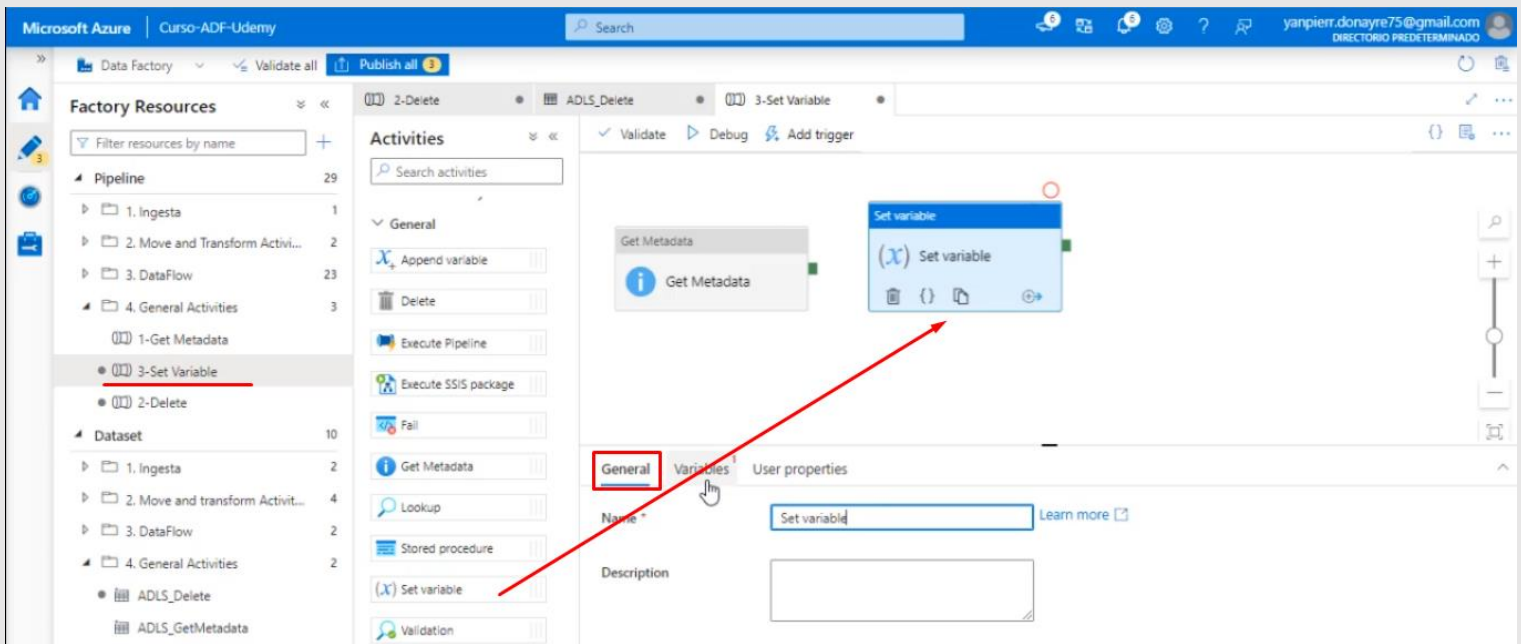 Microsoft Azure
Curso-ADF-Udemy
Search
6
6
yanpierr.donayre75@gmail.com
DIRECTORIO PREDETERMINADO
Data Factory
Validate all
Publish all 3
Factory Resources
Filter resources by name
3
Pipeline 29
1. Ingesta 1
2. Move and Transform Activi... 2
3. DataFlow 23
4. General Activities 3
1-Get Metadata
3-Set Variable
2-Delete
Dataset 10
1. Ingesta 2
2. Move and transform Activit... 4
3. DataFlow 2
4. General Activities 2
ADLS_Delete
ADLS_GetMetadata
2-Delete
ADLS_Delete
3-Set Variable
Activities
Search activities
General
Append variable
Delete
Execute Pipeline
Execute SSIS package
Fail
Get Metadata
Lookup
Stored procedure
(X) Set variable
Validation
Validate
Debug
Add trigger
Get Metadata
Get Metadata
Set variable
(X) Set variable
General
Variables 1
User properties
Name *
Set variable
Learn more
Description